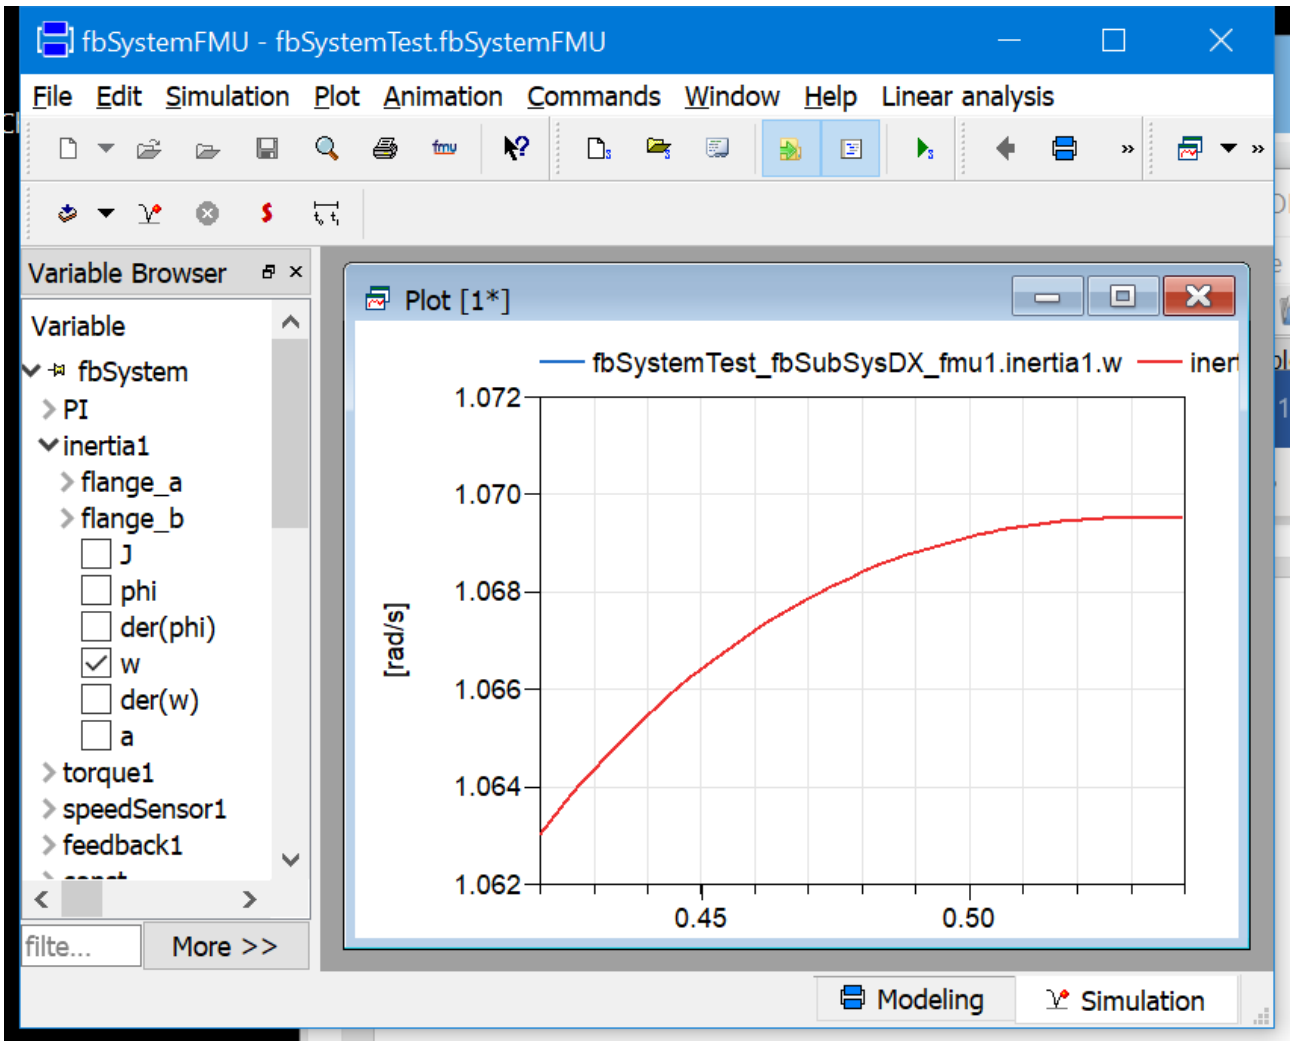 fbSystemFMU - fbSystemTest.fbSystemFMU
File Edit Simulation Plot Animation Commands Window Help Linear analysis
fmu
Variable Browser
Plot [1*]
Variable
fbSystem
PI
inertia1
flange_a
flange_b
J
phi
der(phi)
w
der(w)
a
torque1
speedSensor1
feedback1
fbSystemTest_fbSubSysDX_fmu1.inertia1.w
inert
1.072
1.070
1.068
1.066
1.064
1.062
[rad/s]
0.45 0.50
filte... More >>
Modeling Simulation